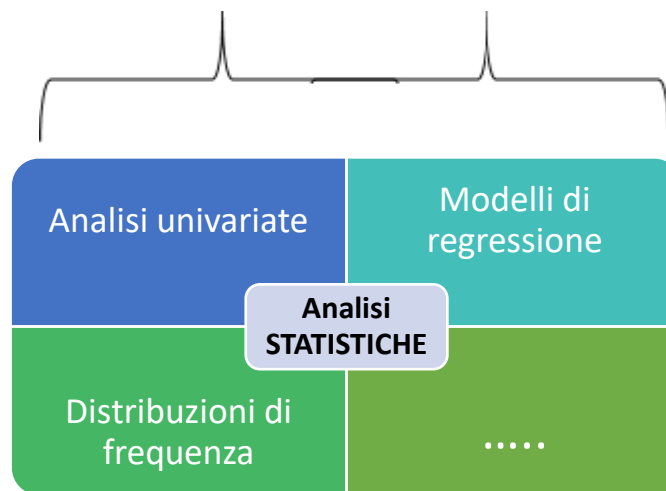 Analisi univariate
Modelli di
regressione
Analisi
STATISTICHE
Distribuzioni di
frequenza
.....